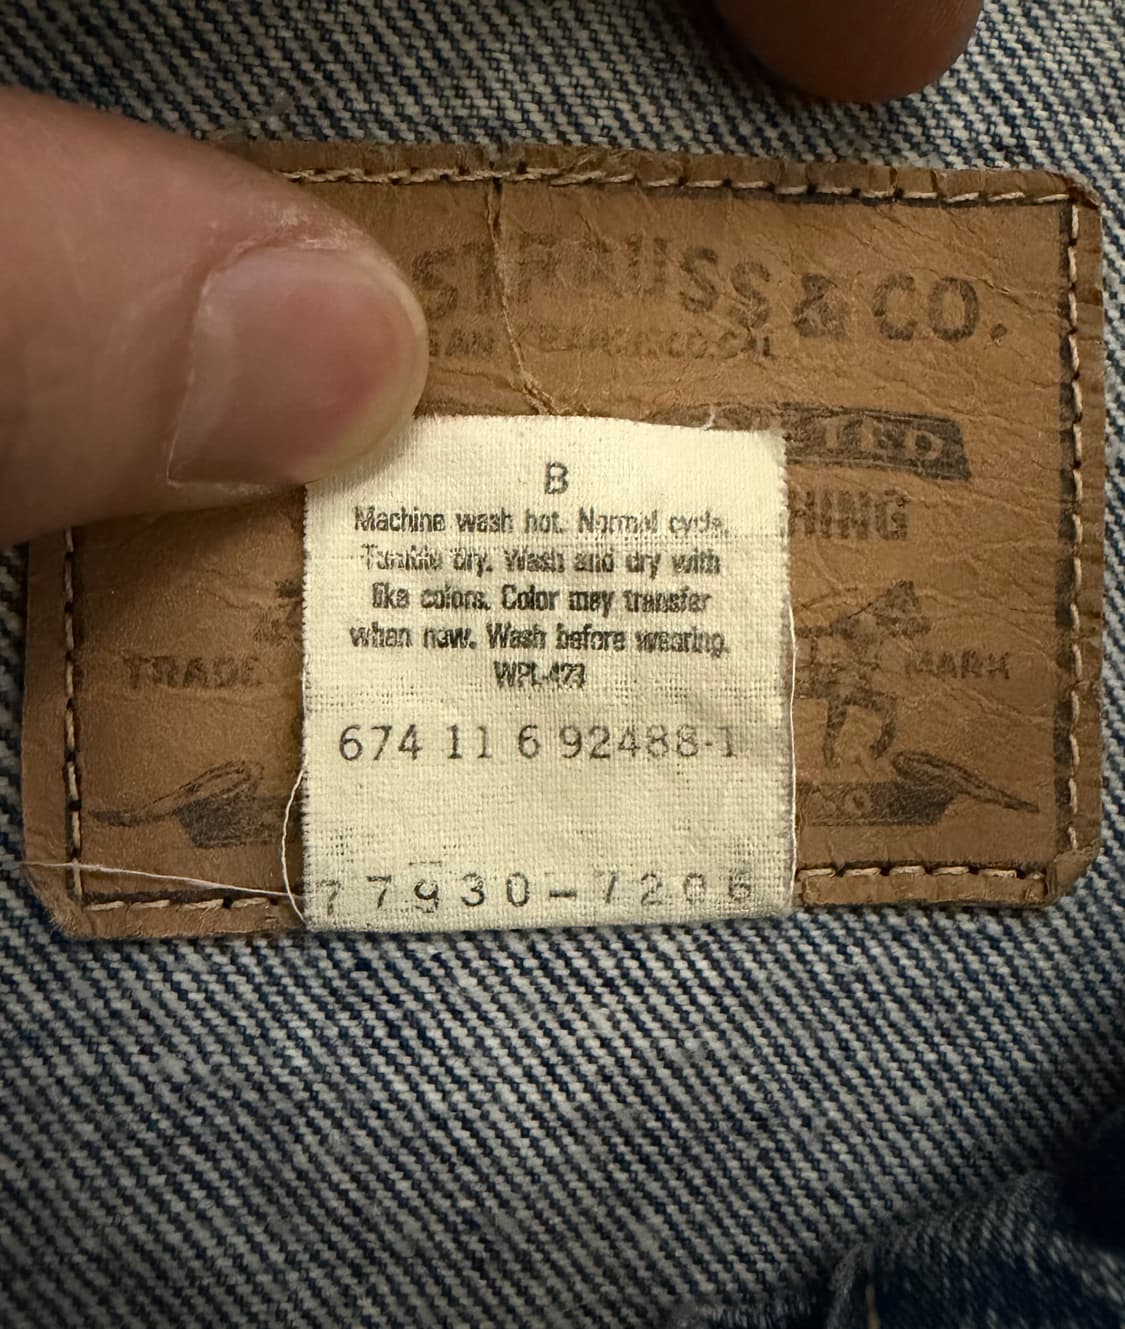 STRAUSS & CO.
HING
TRADE MARK
B
Machine wash hot. Normal cycle.
Tumble dry. Wash and dry with
like colors. Color may transfer
when new. Wash before wearing.
WPL-423
674 11 6 92488-1
77930-7206